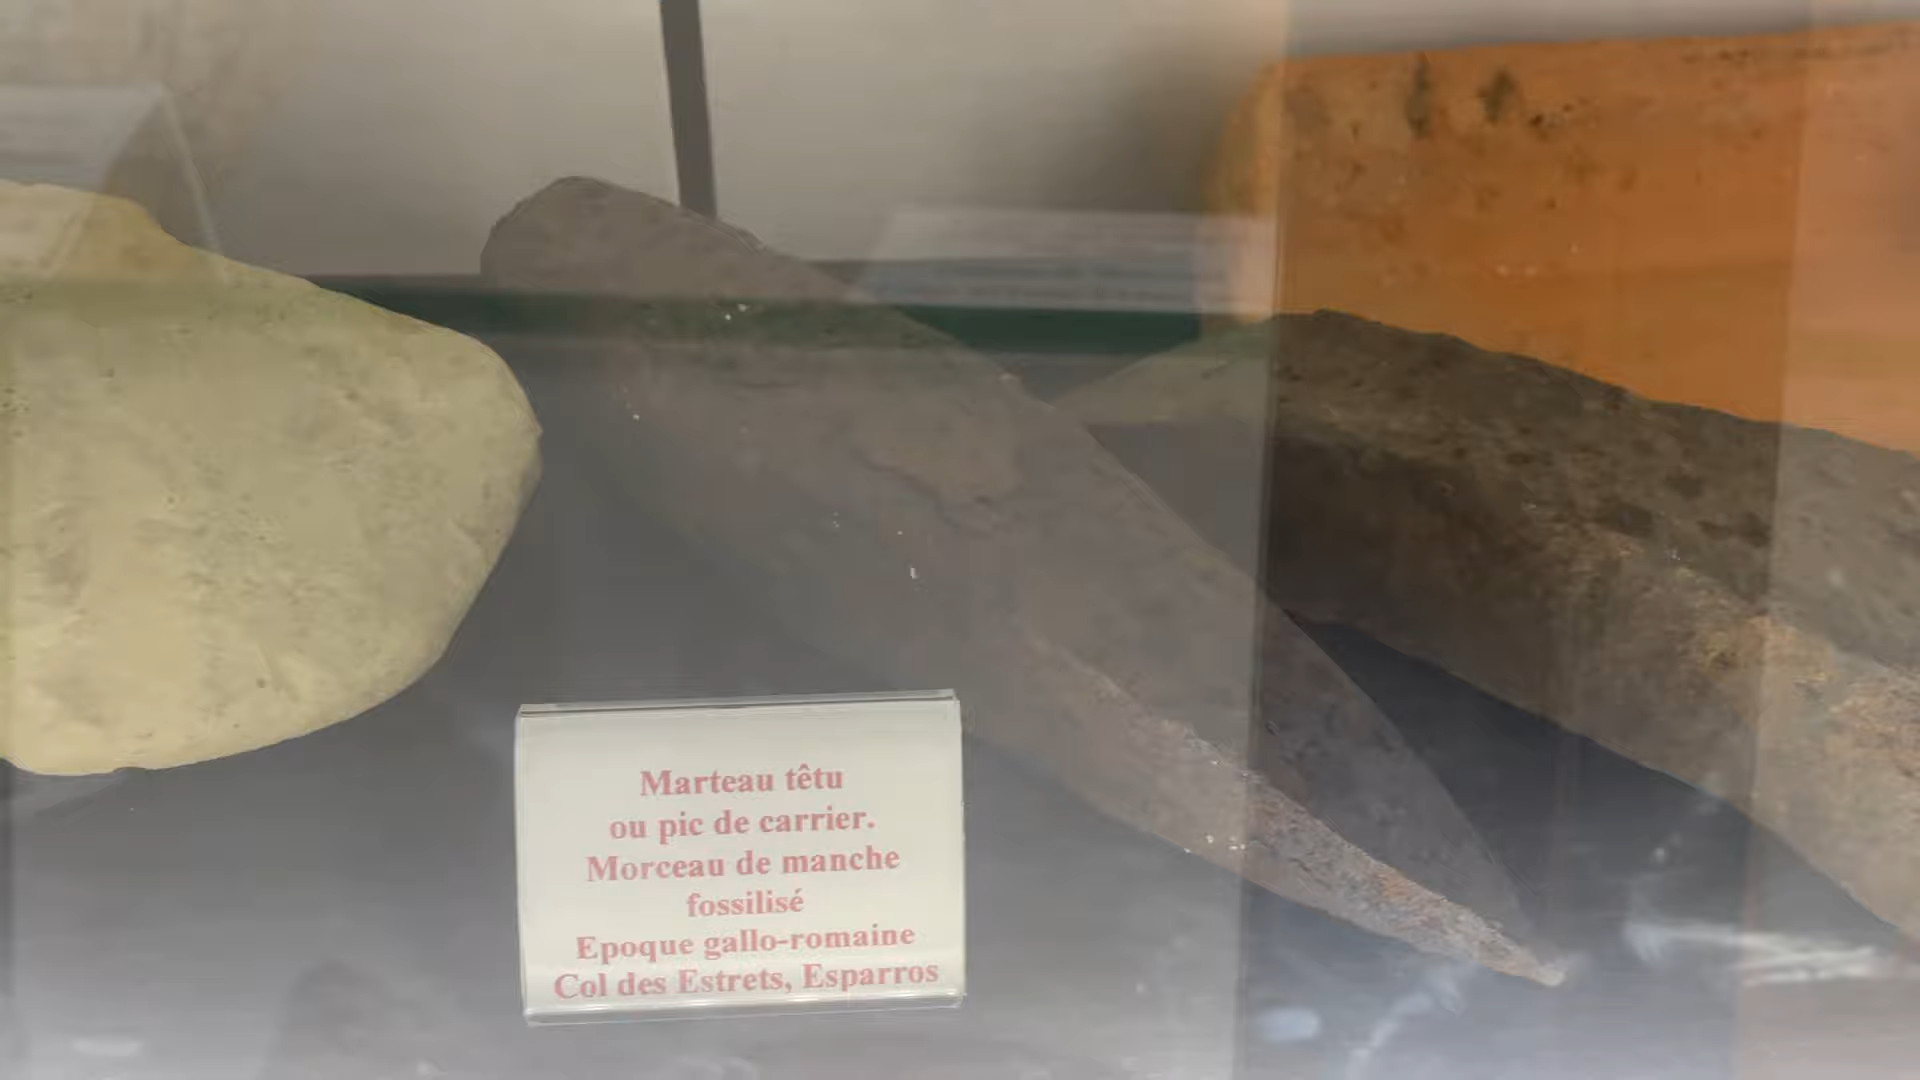 Marteau têtu
ou pic de carrier.
Morceau de manche
fossilisé
Epoque gallo-romaine
Col des Estrets, Esparros